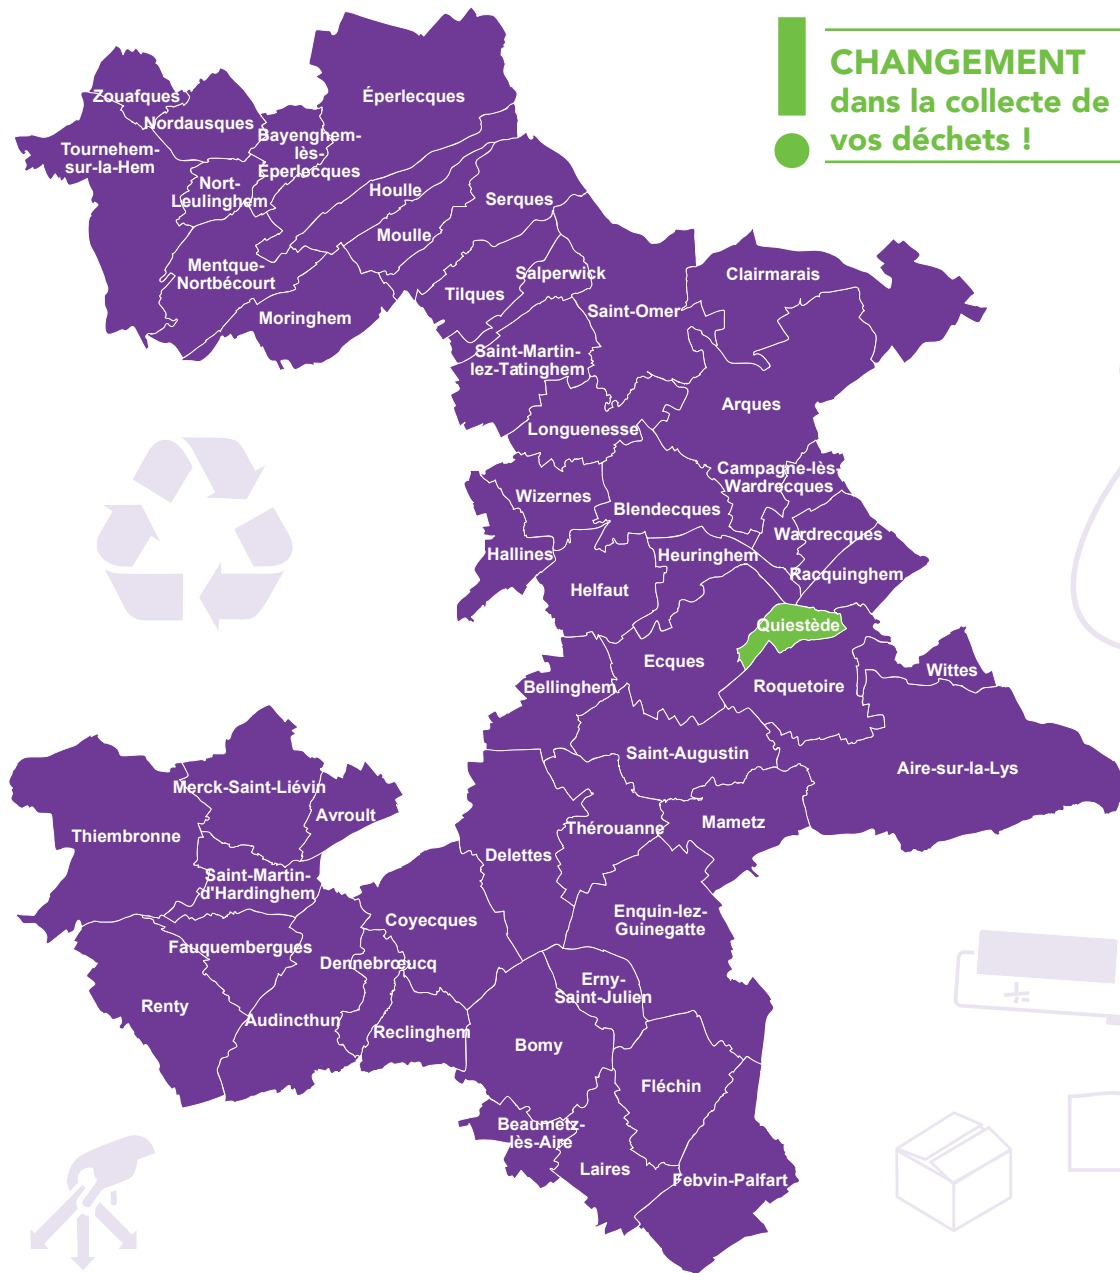 CHANGEMENT
dans la collecte de
vos déchets !
Éperlecques
Zouafques
Nordausques
Bayenghem-
lès-
Éperlecques
Tournehem-
sur-la-Hem
Nort-
Leulinghem
Houlle
Serques
Moulle
Mentque-
Nortbécourt
Salperwick
Clairmarais
Tilques
Saint-Omer
Moringhem
Saint-Martin-
lez-Tatinghem
Arques
Longuenesse
Campagne-lès-
Wardrecques
Wizernes
Blendecques
Wardrecques
Hallines
Heuringhem
Racquinghem
Helfaut
Quiestède
Ecques
Wittes
Bellinghem
Roquetoire
Saint-Augustin
Aire-sur-la-Lys
Merck-Saint-Liévin
Avroult
Thiembronne
Thérouanne
Mametz
Delettes
Saint-Martin-
d'Hardinghem
Coyecques
Enquin-lez-
Guinegatte
Fauquembergues
Dennebrœucq
Erny-
Saint-Julien
Renty
Audincthun
Reclinghem
Bomy
Fléchin
Beaumetz-
lès-Aire
Laires
Febvin-Palfart